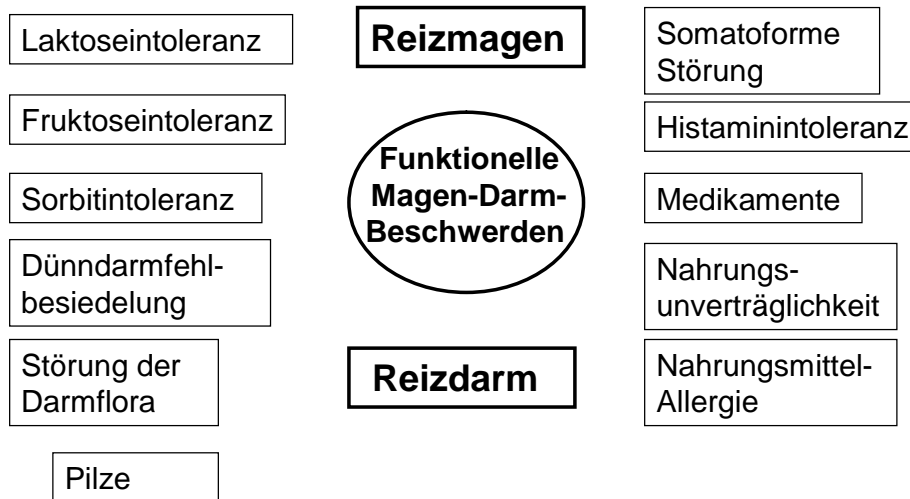 Laktoseintoleranz
Fruktoseintoleranz
Sorbitintoleranz
Dünndarmfehl-
besiedelung
Störung der
Darmflora
Pilze
Reizmagen
Funktionelle
Magen-Darm-
Beschwerden
Reizdarm
Somatoforme
Störung
Histaminintoleranz
Medikamente
Nahrungs-
unverträglichkeit
Nahrungsmittel-
Allergie